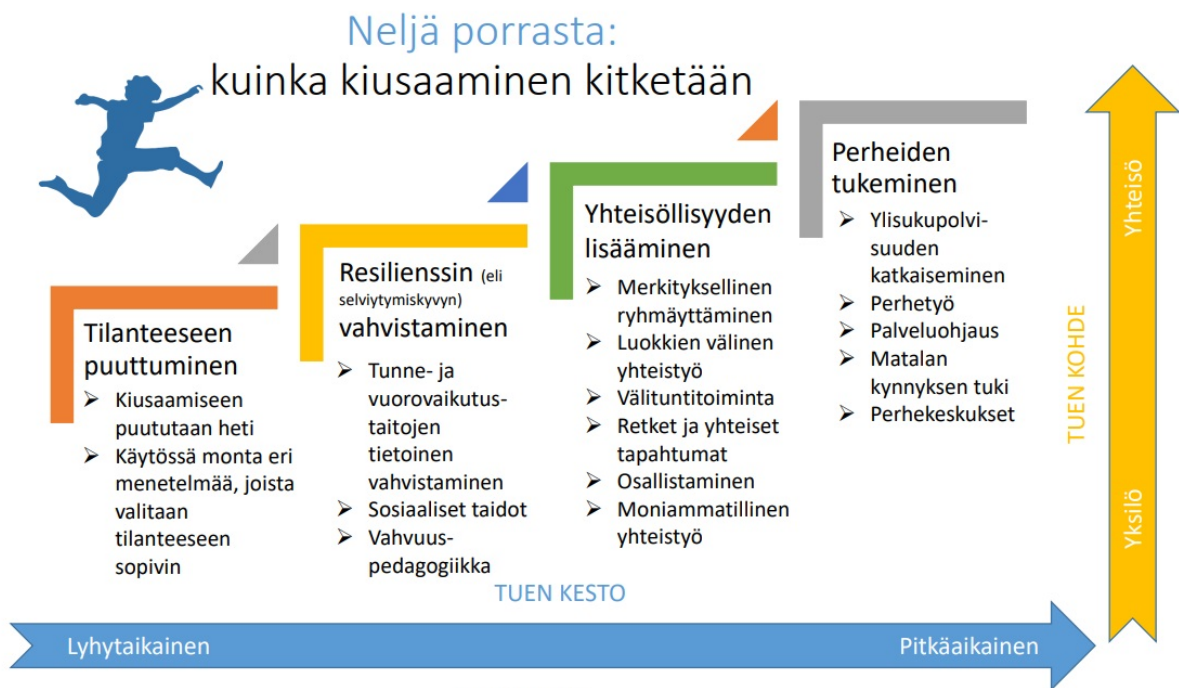 Neljä porrasta:
kuinka kiusaaminen kitketään
Tilanteeseen
puuttuminen
➢ Kiusaamiseen
puututaan heti
➢ Käytössä monta eri
menetelmää, joista
valitaan
tilanteeseen
sopivin
Resilienssin (eli
selviytymiskyvyn)
vahvistaminen
➢ Tunne- ja
vuorovaikutus-
taitojen
tietoinen
vahvistaminen
➢ Sosiaaliset taidot
➢ Vahvuus-
pedagogiikka
Yhteisöllisyyden
lisääminen
➢ Merkityksellinen
ryhmäyttäminen
➢ Luokkien välinen
yhteistyö
➢ Välituntitoiminta
➢ Retket ja yhteiset
tapahtumat
➢ Osallistaminen
➢ Moniammatillinen
yhteistyö
Perheiden
tukeminen
➢ Ylisukupolvi-
suuden
katkaiseminen
➢ Perhetyö
➢ Palveluohjaus
➢ Matalan
kynnyksen tuki
➢ Perhekeskukset
TUEN KOHDE
Yhteisö
Yksilö
TUEN KESTO
Lyhytaikainen
Pitkäaikainen